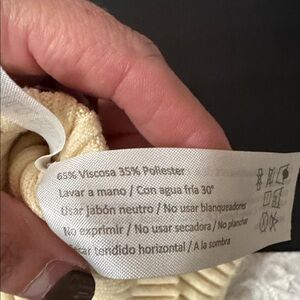 65% Viscosa 35% Poliester
Lavar a mano / Con agua fría 30°
Usar jabón neutro / No usar blanqueadores
No exprimir / No usar secadora / No planchar
tendido horizontal / A la sombra